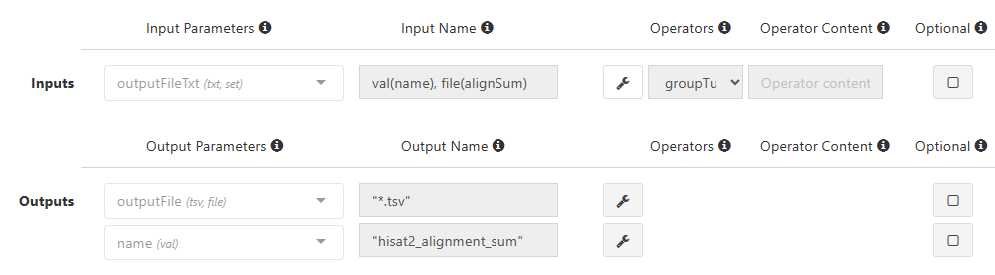 Input Parameters Input Name Operators Operator Content Optional
Inputs outputFileTxt (txt, set) val(name), file(alignSum) groupTu Operator content
Output Parameters Output Name Operators Operator Content Optional
Outputs outputFile (tsv, file) "*.tsv"
name (val) "hisat2_alignment_sum"